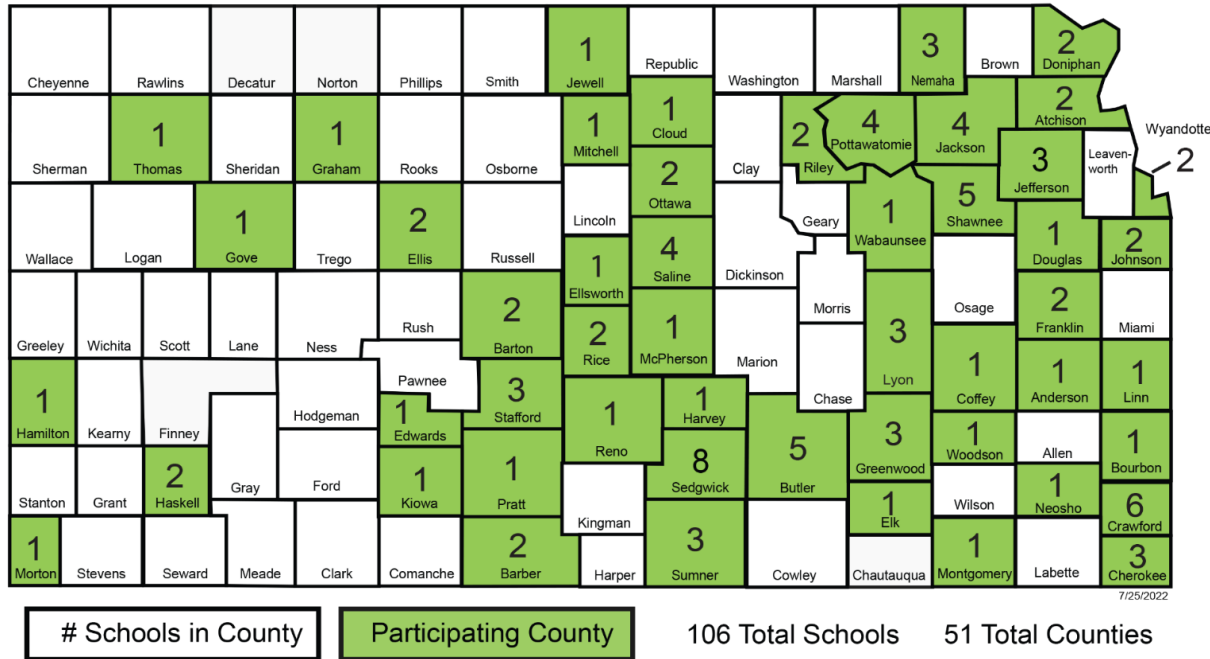 1 Jewell
3 Nemaha
2 Doniphan
Cheyenne Rawlins Decatur Norton Phillips Smith Republic Washington Marshall Brown
1 Thomas
1 Graham
1 Mitchell
1 Cloud
2 Riley
4 Pottawatomie
4 Jackson
2 Atchison
Wyandotte
2
Sherman Sheridan Rooks Osborne Clay
3 Jefferson
Leaven-
worth
2 Ottawa
Lincoln
Geary
1 Wabaunsee
5 Shawnee
1 Gove
2 Ellis
Wallace Logan Trego Russell
1 Ellsworth
4 Saline
Dickinson
Morris
1 Douglas
2 Johnson
Osage
2 Franklin
Miami
Greeley Wichita Scott Lane Ness Rush
2 Barton
2 Rice
1 McPherson
Marion
Chase
3 Lyon
1 Coffey
1 Anderson
1 Linn
1 Hamilton
Kearny Finney Hodgeman Pawnee
1 Edwards
3 Stafford
1 Reno
1 Harvey
8 Sedgwick
5 Butler
3 Greenwood
1 Woodson
Allen
1 Bourbon
Stanton Grant
2 Haskell
Gray Ford
1 Kiowa
1 Pratt
Kingman
1 Elk
Wilson
1 Neosho
6 Crawford
1 Morton
Stevens Seward Meade Clark Comanche
2 Barber
Harper
3 Sumner
Cowley Chautauqua
1 Montgomery
Labette
3 Cherokee
7/25/2022
# Schools in County Participating County 106 Total Schools 51 Total Counties